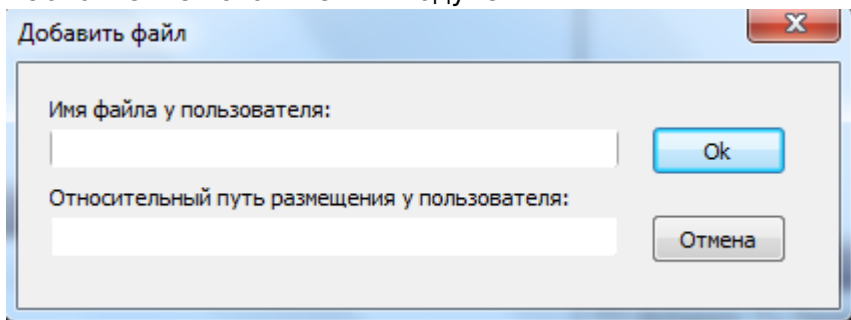 Добавить файл
Имя файла у пользователя:
Ok
Относительный путь размещения у пользователя:
Отмена